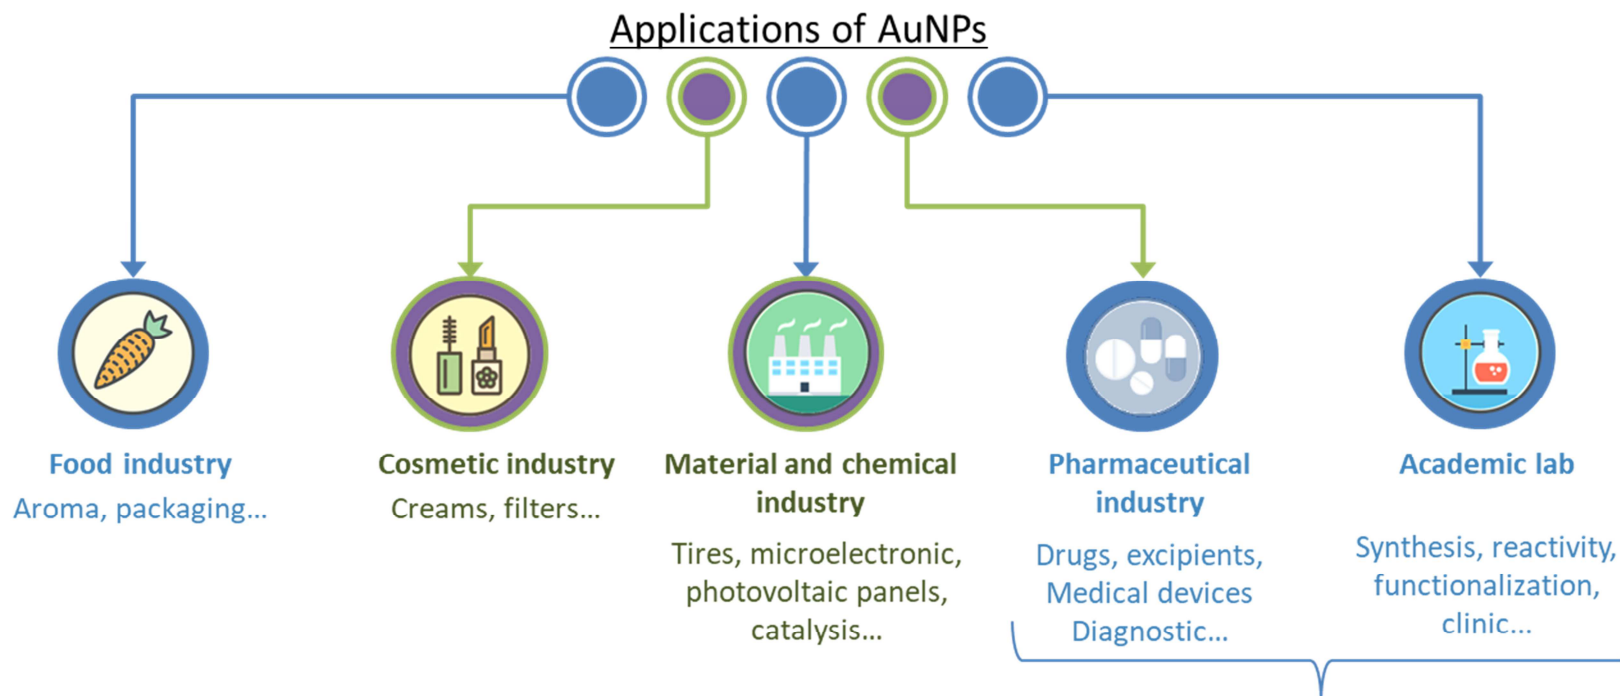 Applications of AuNPs
Food industry
Aroma, packaging...
Cosmetic industry
Creams, filters...
Material and chemical
industry
Tires, microelectronic,
photovoltaic panels,
catalysis...
Pharmaceutical
industry
Drugs, excipients,
Medical devices
Diagnostic...
Academic lab
Synthesis, reactivity,
functionalization,
clinic...